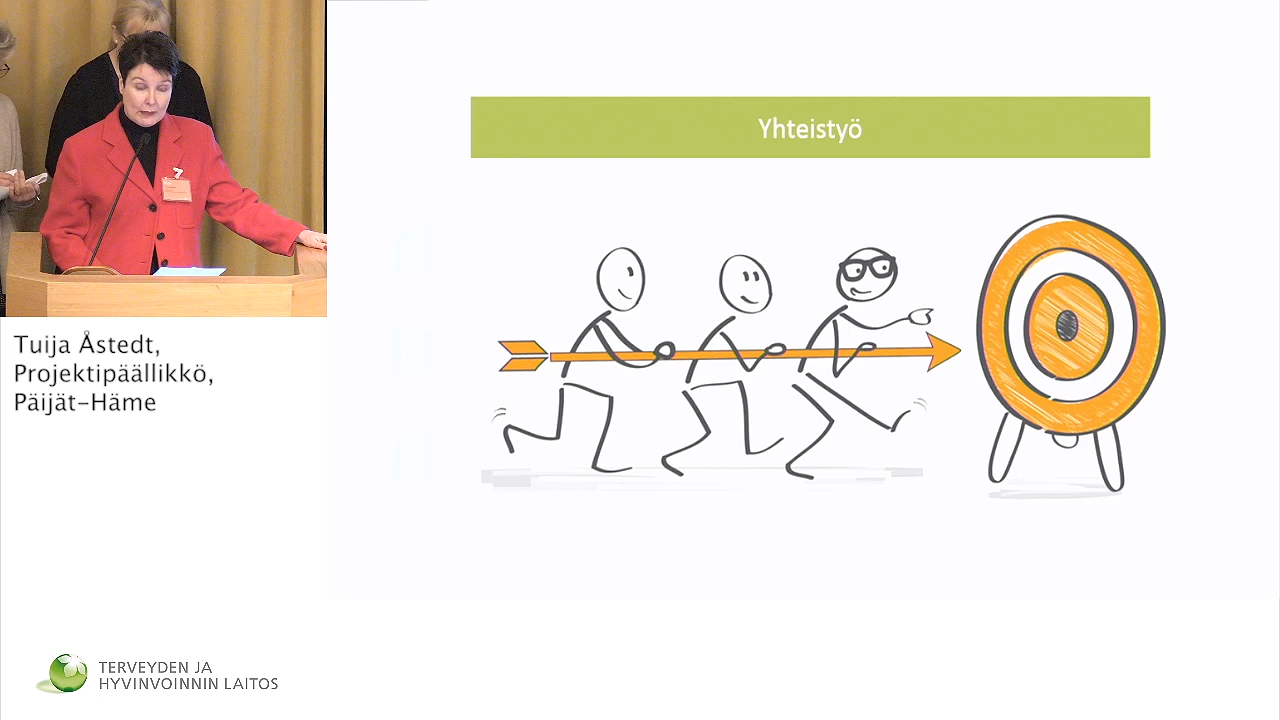 Yhteistyö
Tuija Åstedt,
Projektipäällikkö,
Päijät-Häme
TERVEYDEN JA
HYVINVOINNIN LAITOS